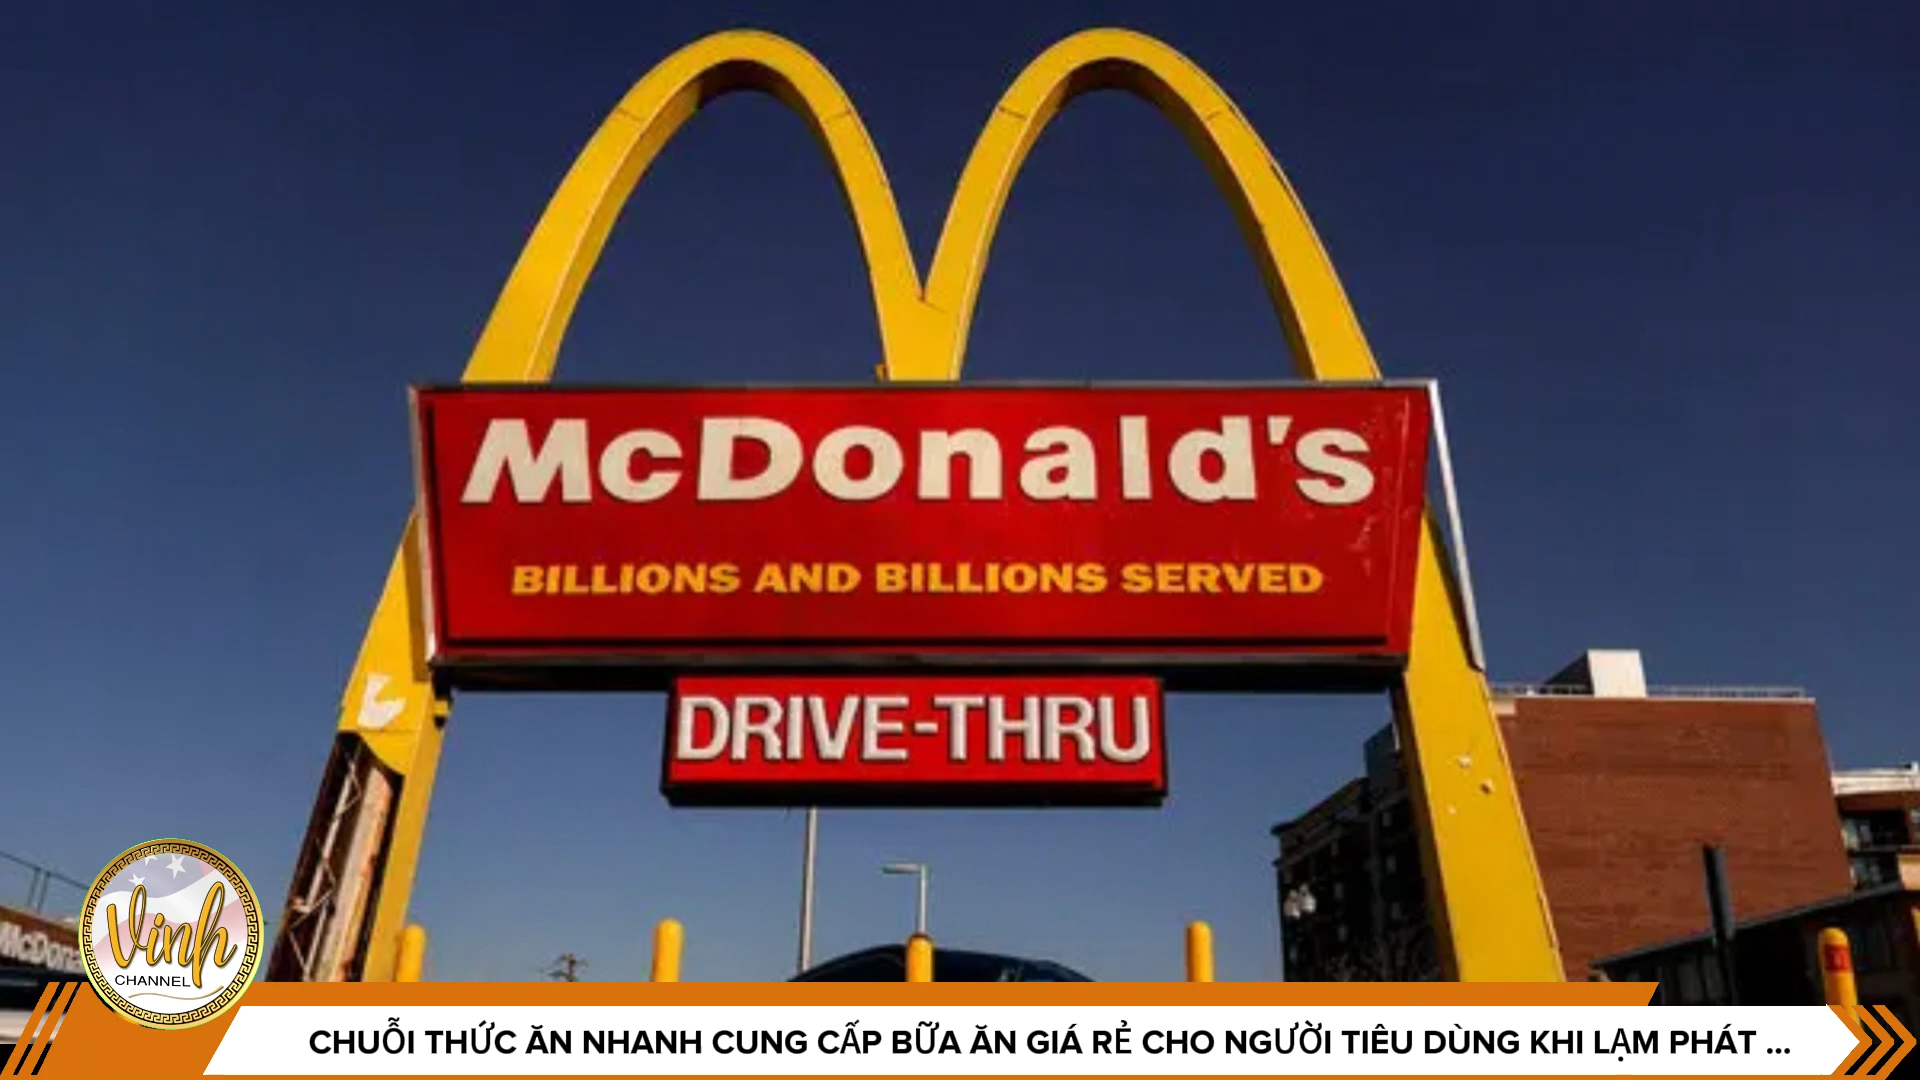 McDonald's
BILLIONS AND BILLIONS SERVED
DRIVE-THRU
Vinh
CHANNEL
CHUỖI THỨC ĂN NHANH CUNG CẤP BỮA ĂN GIÁ RẺ CHO NGƯỜI TIÊU DÙNG KHI LẠM PHÁT ...